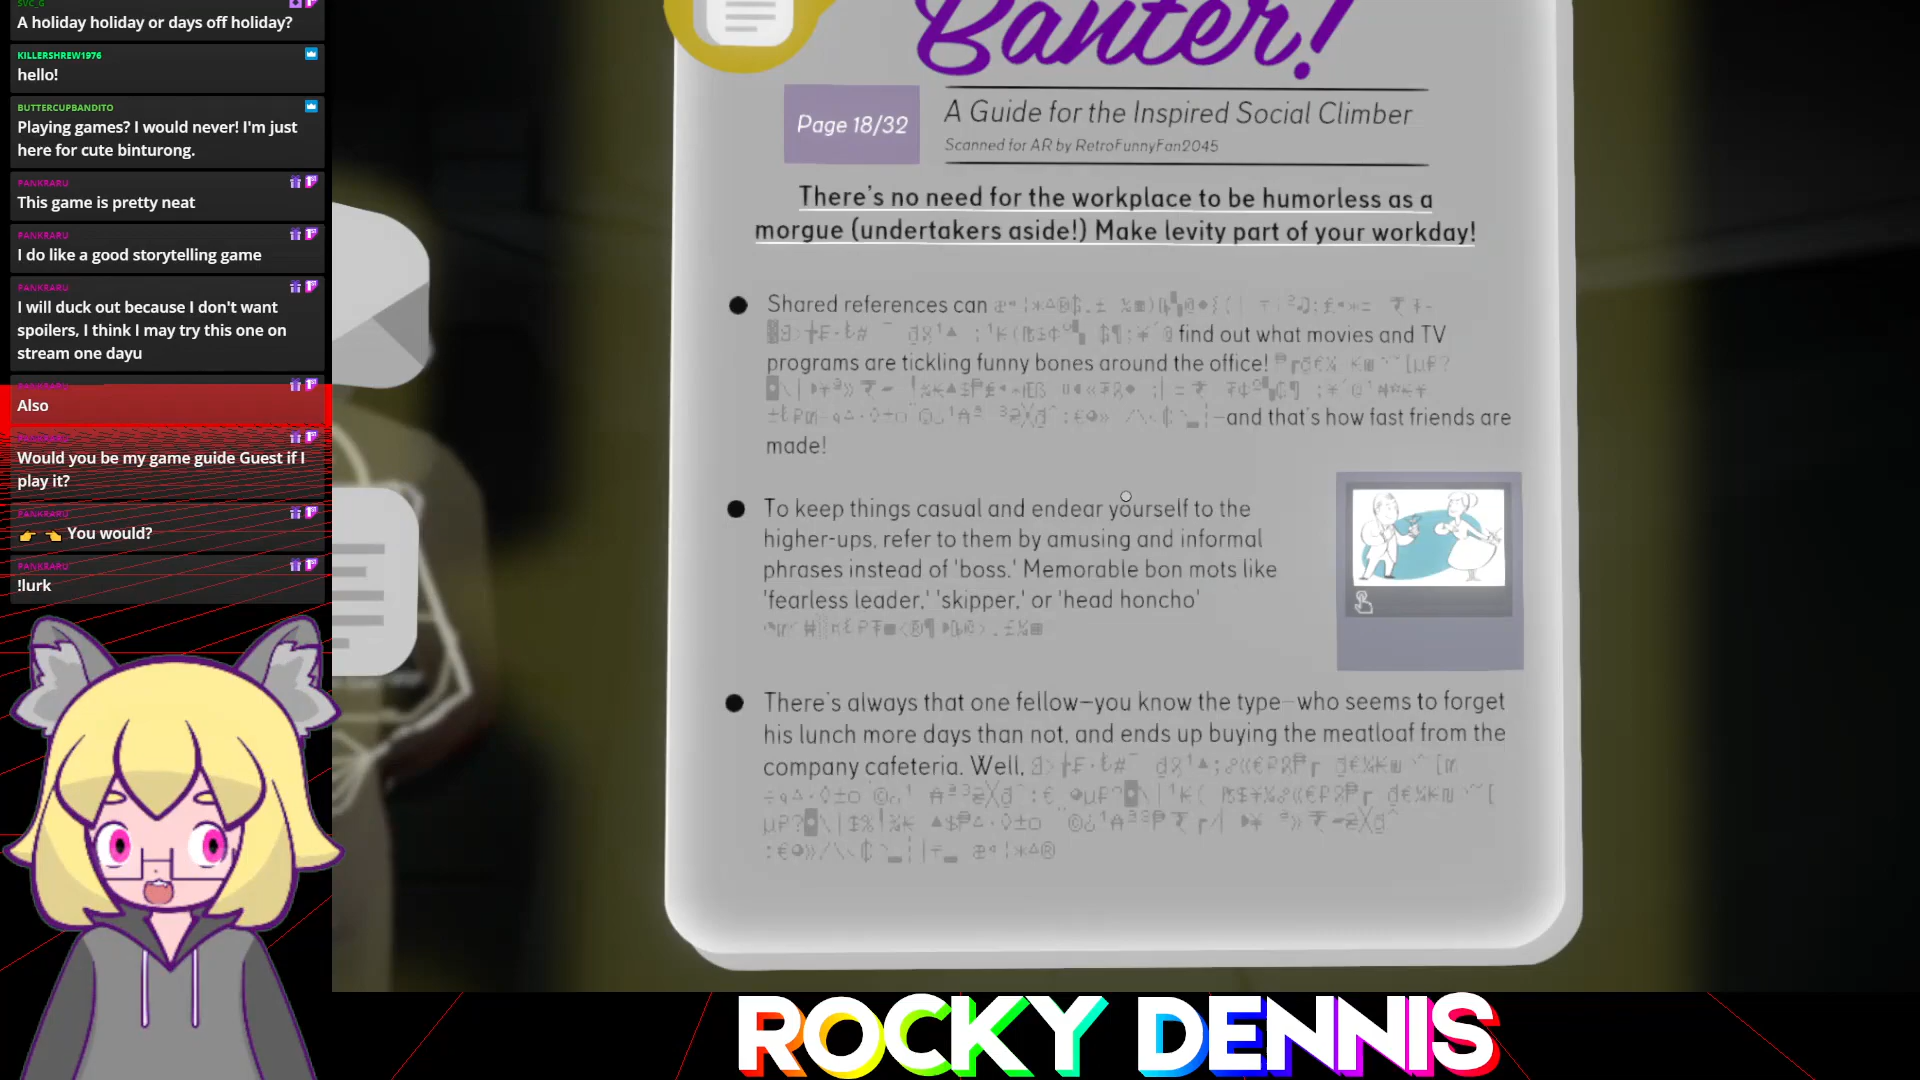 SVC_G
A holiday holiday or days off holiday?
KILLERSHREW1976
hello!
BUTTERCUPBANDITO
Playing games? I would never! I'm just
here for cute binturong.
PANKRARU
This game is pretty neat
PANKRARU
I do like a good storytelling game
PANKRARU
I will duck out because I don't want
spoilers, I think I may try this one on
stream one dayu
PANKRARU
Also
PANKRARU
Would you be my game guide Guest if I
play it?
PANKRARU
You would?
PANKRARU
!lurk
Banter!
Page 18/32
A Guide for the Inspired Social Climber
Scanned for AR by RetroFunnyFan2045
There's no need for the workplace to be humorless as a
morgue (undertakers aside!) Make levity part of your workday!
Shared references can
find out what movies and TV
programs are tickling funny bones around the office!
—and that's how fast friends are
made!
To keep things casual and endear yourself to the
higher-ups, refer to them by amusing and informal
phrases instead of 'boss.' Memorable bon mots like
'fearless leader,' 'skipper,' or 'head honcho'
There's always that one fellow—you know the type—who seems to forget
his lunch more days than not, and ends up buying the meatloaf from the
company cafeteria. Well,
ROCKY DENNIS